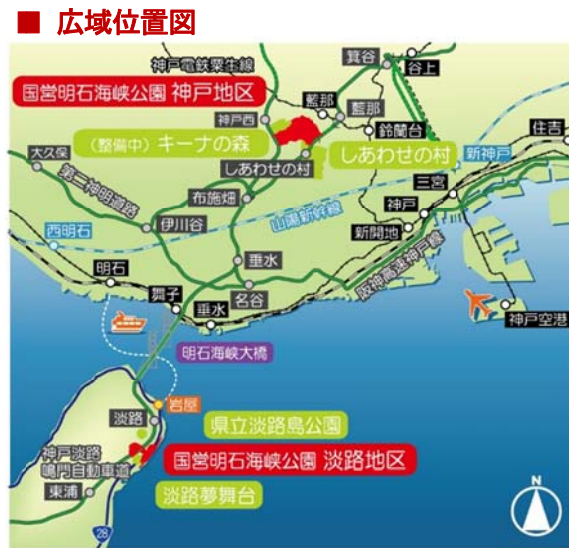 ■ 広域位置図
箕谷
谷上
神戸電鉄粟生線
国営明石海峡公園 神戸地区
藍那
藍那
神戸西
鈴蘭台
住吉
（整備中）キーナの森
しあわせの村
しあわせの村
新神戸
大久保
三宮
第二神明道路
布施畑
神戸
伊川谷
山陽新幹線
新開地
西明石
垂水
阪神高速神戸線
明石
舞子
名谷
垂水
神戸空港
明石海峡大橋
岩屋
淡路
県立淡路島公園
神戸淡路
鳴門自動車道
国営明石海峡公園 淡路地区
東浦
淡路夢舞台
28
N